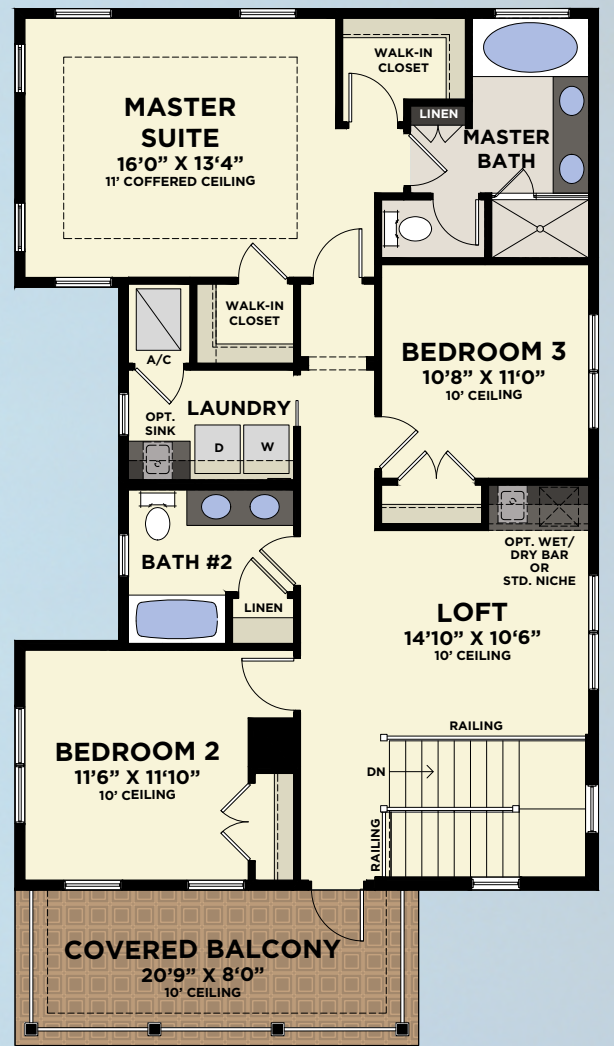 WALK-IN
CLOSET
LINEN
MASTER
SUITE
16'0" X 13'4"
11' COFFERED CEILING
MASTER
BATH
WALK-IN
CLOSET
A/C
BEDROOM 3
10'8" X 11'0"
10' CEILING
OPT.
SINK
LAUNDRY
D
W
BATH #2
LINEN
OPT. WET/
DRY BAR
OR
STD. NICHE
LOFT
14'10" X 10'6"
10' CEILING
RAILING
DN
RAILING
BEDROOM 2
11'6" X 11'10"
10' CEILING
COVERED BALCONY
20'9" X 8'0"
10' CEILING